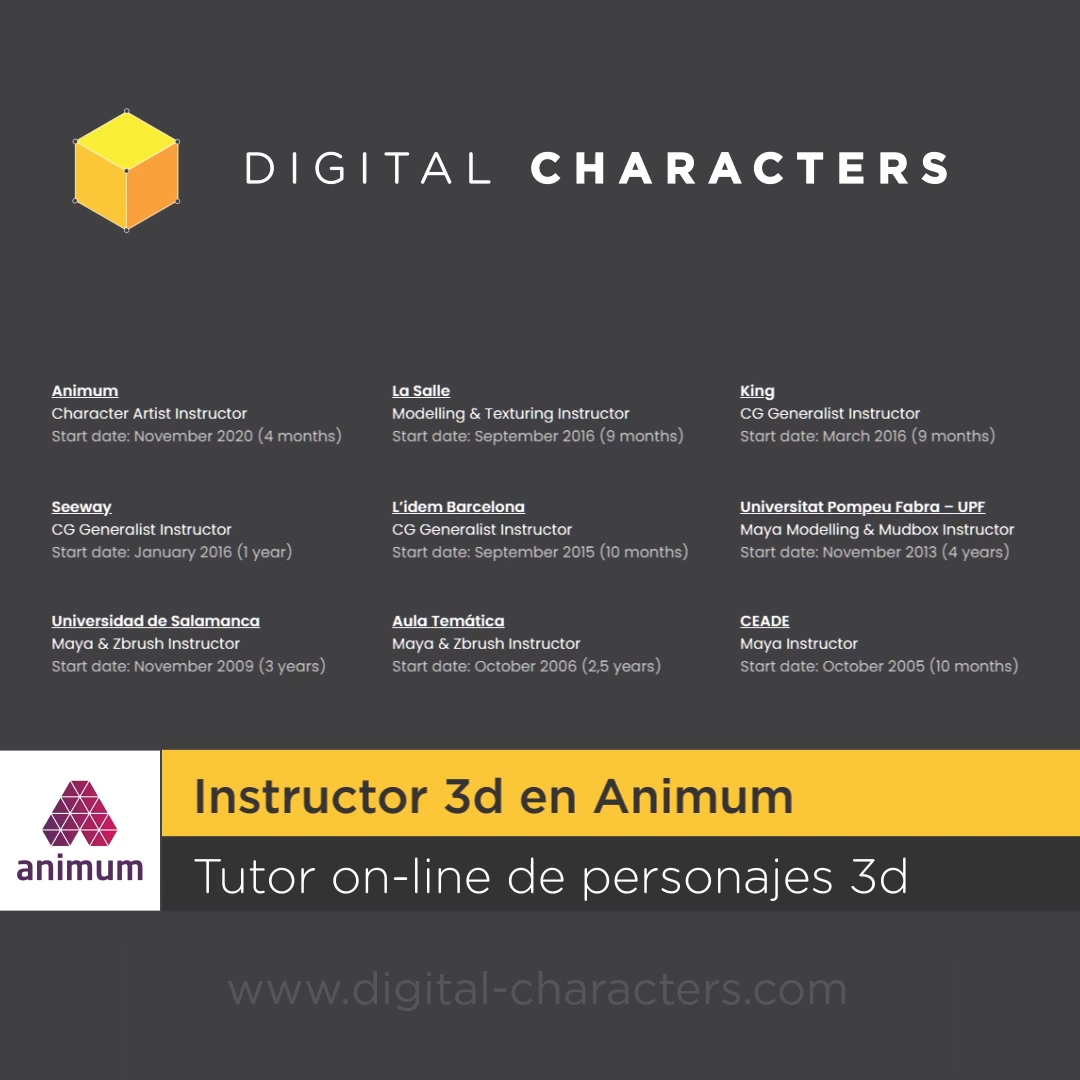 DIGITAL CHARACTERS
Animum
Character Artist Instructor
Start date: November 2020 (4 months)
La Salle
Modelling & Texturing Instructor
Start date: September 2016 (9 months)
King
CG Generalist Instructor
Start date: March 2016 (9 months)
Seeway
CG Generalist Instructor
Start date: January 2016 (1 year)
L'idem Barcelona
CG Generalist Instructor
Start date: September 2015 (10 months)
Universitat Pompeu Fabra – UPF
Maya Modelling & Mudbox Instructor
Start date: November 2013 (4 years)
Universidad de Salamanca
Maya & Zbrush Instructor
Start date: November 2009 (3 years)
Aula Temática
Maya & Zbrush Instructor
Start date: October 2006 (2,5 years)
CEADE
Maya Instructor
Start date: October 2005 (10 months)
animum
Instructor 3d en Animum
Tutor on-line de personajes 3d
www.digital-characters.com